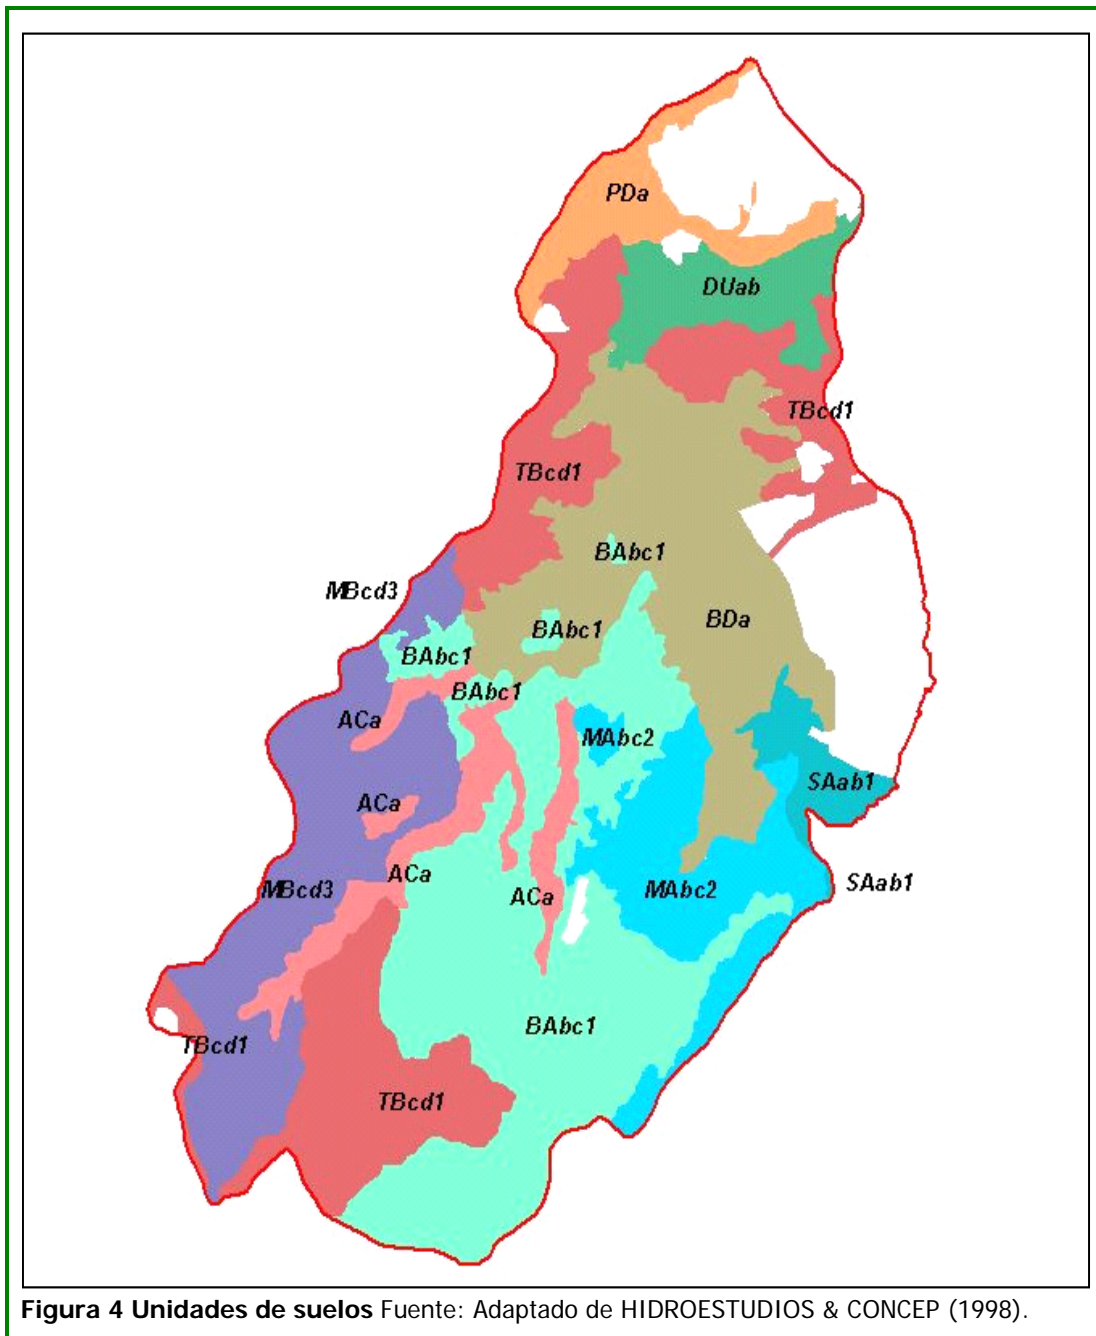 PDa
DUab
TBcd1
TBcd1
BAbc1
MBcd3
BDa
BAbc1
BAbc1
BAbc1
ACa
MAbc2
SAab1
ACa
ACa
SAab1
MBcd3
ACa
MAbc2
BAbc1
TBcd1
TBcd1
Figura 4 Unidades de suelos Fuente: Adaptado de HIDROESTUDIOS & CONCEP (1998).